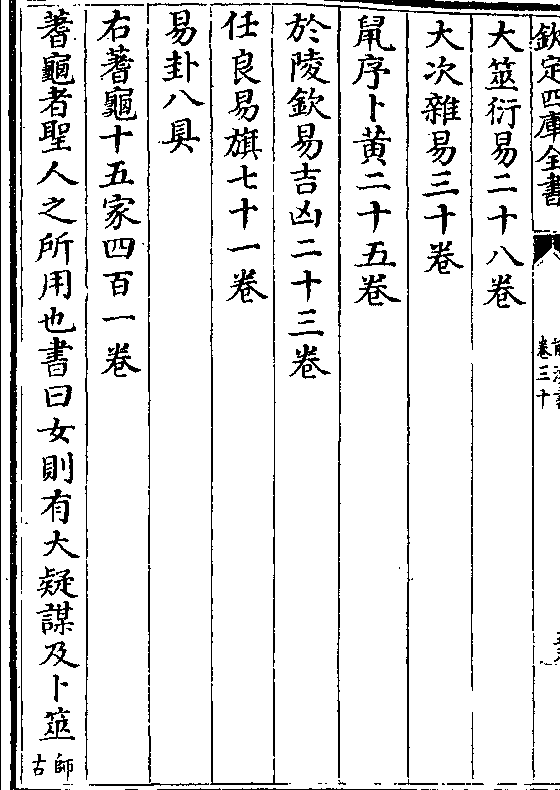 欽定四庫全書
卷三十
大筮衍易二十八卷
大次雜易三十卷
鼠序卜黄二十五卷
於陵欽易吉凶二十三卷
任良易旗七十一卷
易卦八具
右蓍龜十五家四百一卷
蓍龜者聖人之所用也書曰女則有大疑謀及卜筮師古